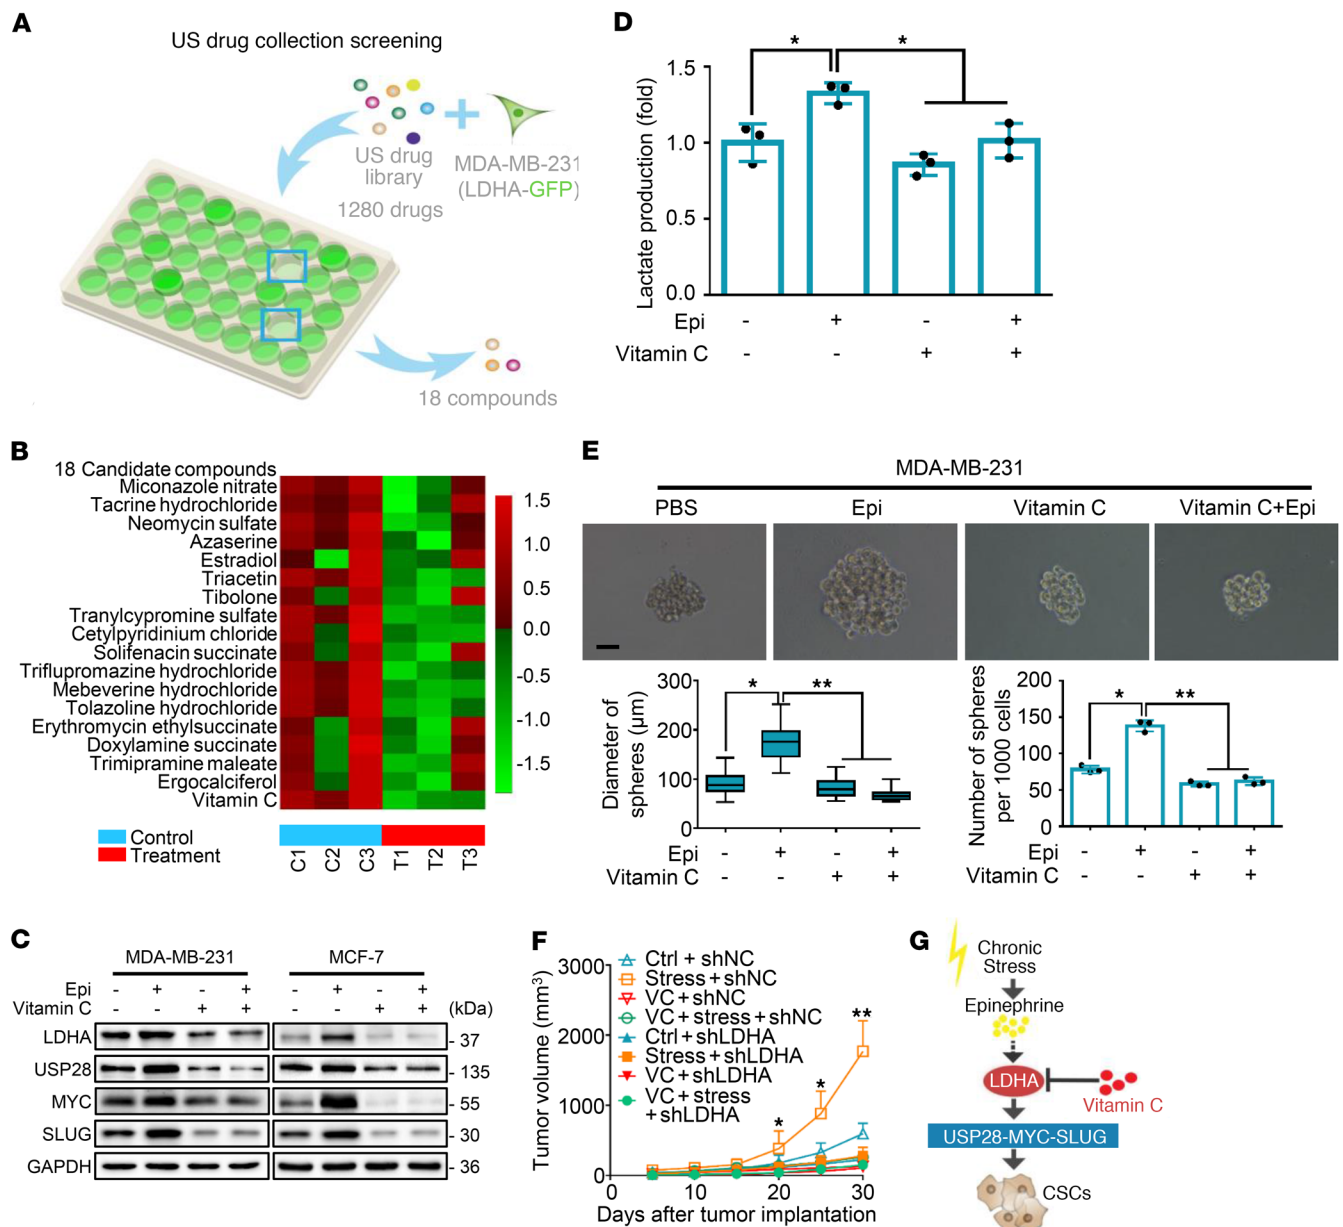 A
US drug collection screening
US drug
library
1280 drugs
MDA-MB-231
(LDHA-GFP)
18 compounds
B
18 Candidate compounds
Miconazole nitrate
Tacrine hydrochloride
Neomycin sulfate
Azaserine
Estradiol
Triacetin
Tibolone
Tranylcypromine sulfate
Cetylpyridinium chloride
Solifenacin succinate
Triflupromazine hydrochloride
Mebeverine hydrochloride
Tolazoline hydrochloride
Erythromycin ethylsuccinate
Doxylamine succinate
Trimipramine maleate
Ergocalciferol
Vitamin C
1.5
1.0
0.5
0.0
-0.5
-1.0
-1.5
Control
Treatment
C1 C2 C3 T1 T2 T3
C
MDA-MB-231 MCF-7
Epi - + - + - + - +
Vitamin C - - + + - - + + (kDa)
LDHA - 37
USP28 - 135
MYC - 55
SLUG - 30
GAPDH - 36
D
Lactate production (fold)
1.5
1.0
0.5
0.0
* *
Epi - + - +
Vitamin C - - + +
E
MDA-MB-231
PBS Epi Vitamin C Vitamin C+Epi
Diameter of
spheres (µm)
300
200
100
0
* **
Epi - + - +
Vitamin C - - + +
Number of spheres
per 1000 cells
200
150
100
50
0
* **
Epi - + - +
Vitamin C - - + +
F
Tumor volume (mm³)
3000
2000
1000
0
Ctrl + shNC
Stress + shNC
VC + shNC
VC + stress + shNC
Ctrl + shLDHA
Stress + shLDHA
VC + shLDHA
VC + stress
+ shLDHA
* * **
0 10 20 30
Days after tumor implantation
G
Chronic
Stress
Epinephrine
LDHA
Vitamin C
USP28-MYC-SLUG
CSCs